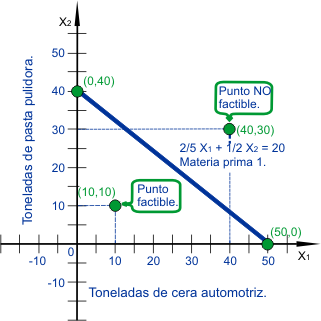 X2
50
(0,40)
40
Punto NO
factible.
30
(40,30)
2/5 X1 + 1/2 X2 = 20
Materia prima 1.
20
(10,10)
Punto
factible.
10
(50,0)
-10
0
10
20
30
40
50
X1
-10
Toneladas de pasta pulidora.
Toneladas de cera automotriz.